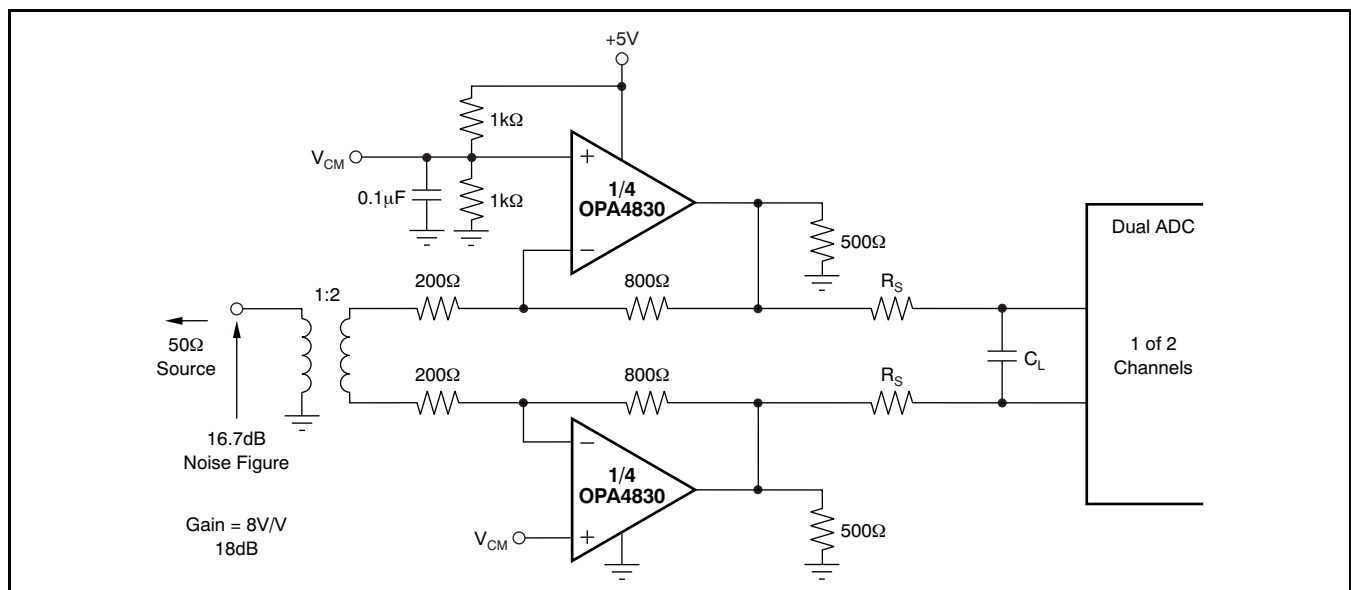 +5V
1kΩ
V_CM
0.1μF
1kΩ
+
−
1/4
OPA4830
500Ω
Dual ADC
1 of 2
Channels
200Ω
800Ω
R_S
1:2
50Ω
Source
C_L
200Ω
800Ω
R_S
16.7dB
Noise Figure
−
+
1/4
OPA4830
500Ω
Gain = 8V/V
18dB
V_CM